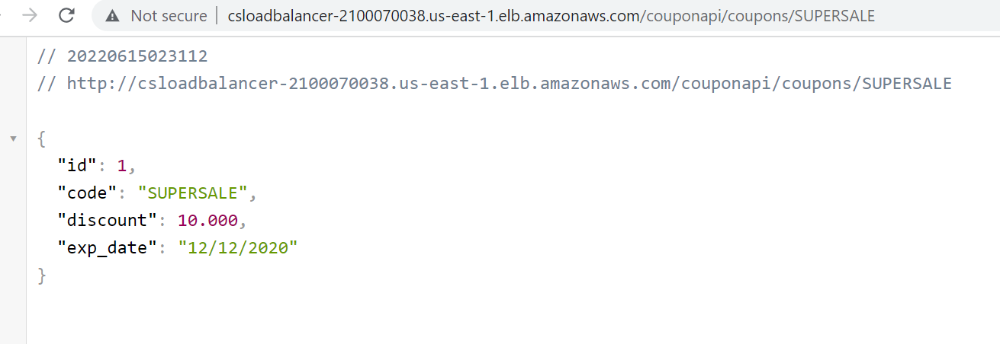 Not secure | csloadbalancer-2100070038.us-east-1.elb.amazonaws.com/couponapi/coupons/SUPERSALE
// 20220615023112
// http://csloadbalancer-2100070038.us-east-1.elb.amazonaws.com/couponapi/coupons/SUPERSALE
{
"id": 1,
"code": "SUPERSALE",
"discount": 10.000,
"exp_date": "12/12/2020"
}